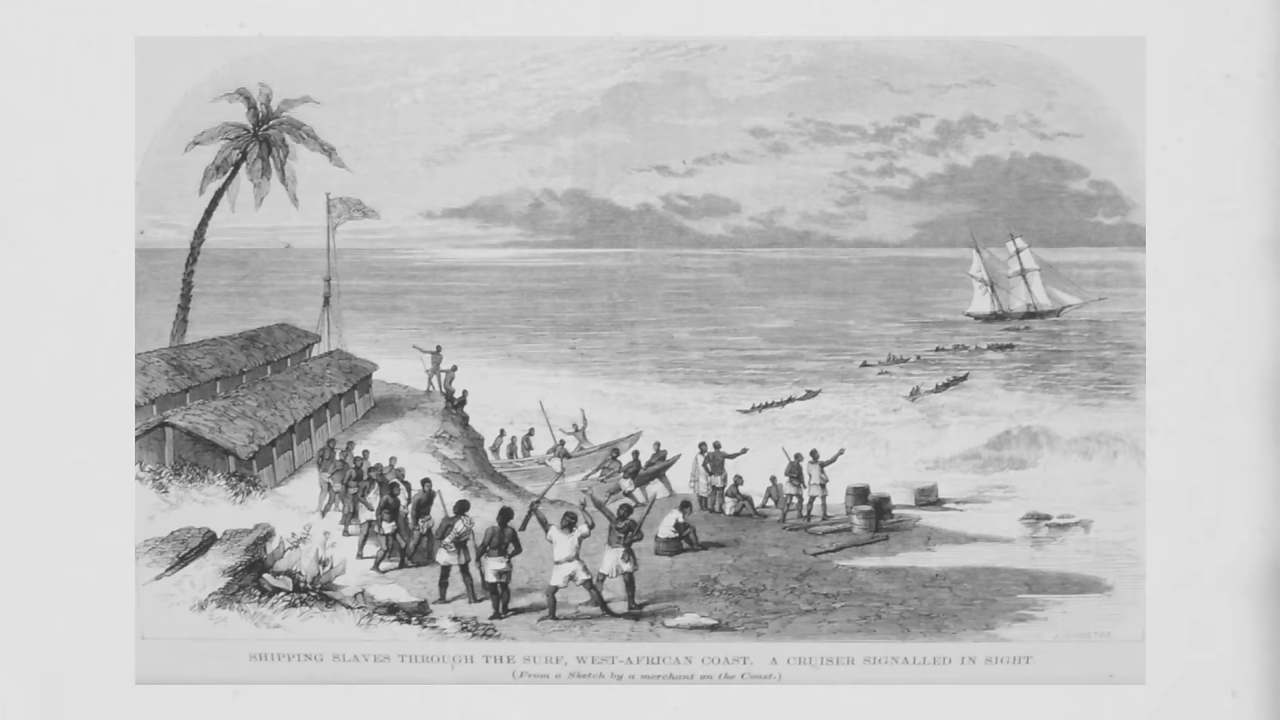 SHIPPING SLAVES THROUGH THE SURF, WEST-AFRICAN COAST. A CRUISER SIGNALLED IN SIGHT.
(From a Sketch by a merchant on the Coast.)